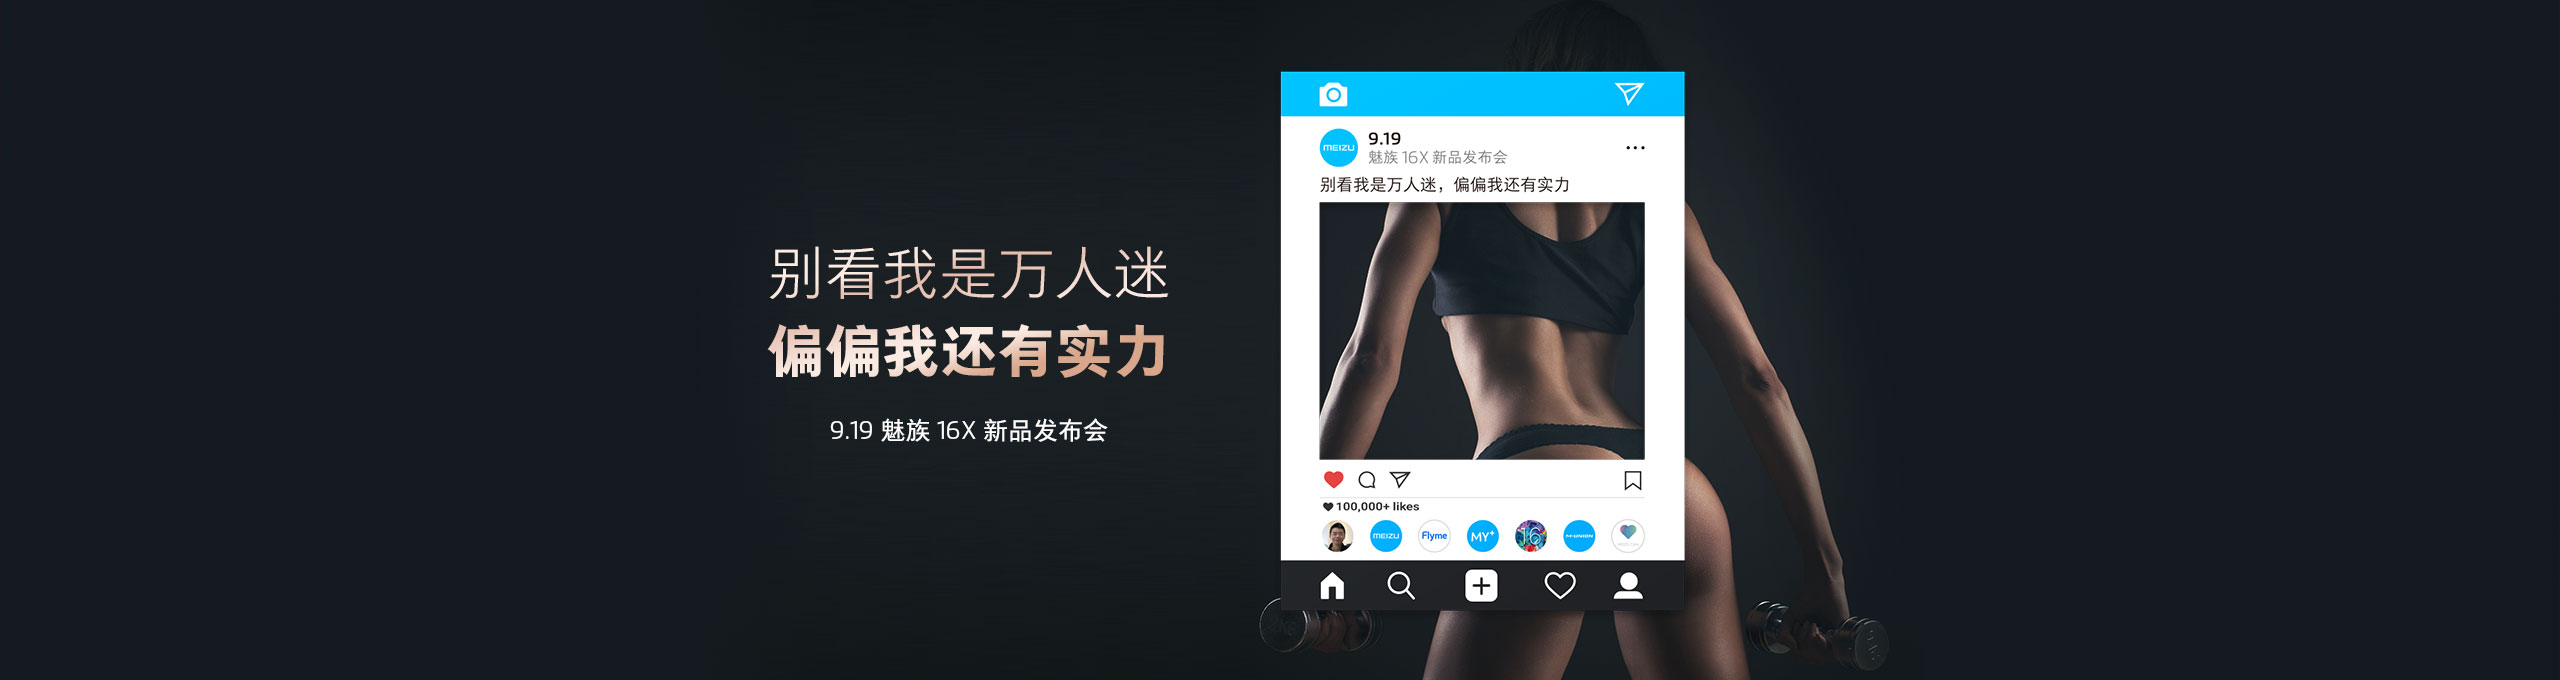 别看我是万人迷
偏偏我还有实力
9.19 魅族 16X 新品发布会
MEIZU
9.19
魅族 16X 新品发布会
别看我是万人迷，偏偏我还有实力
100,000+ likes
MEIZU
Flyme
MY+
16
M-UNION